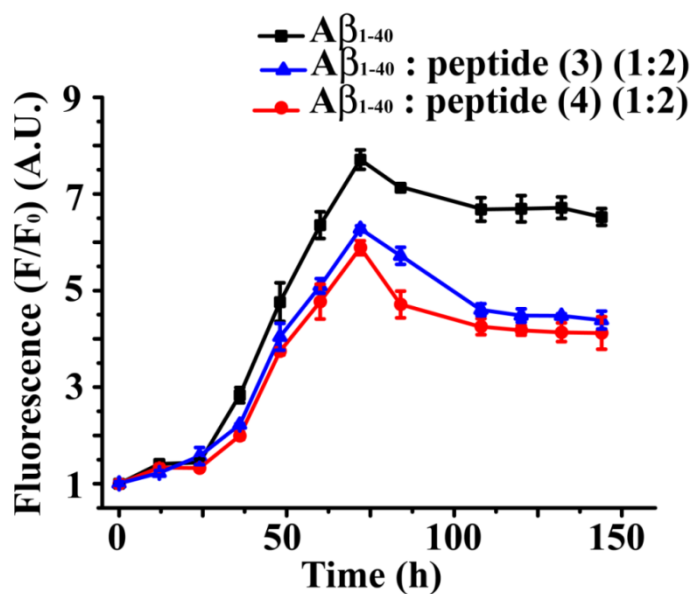 Aβ1-40
Aβ1-40 : peptide (3) (1:2)
Aβ1-40 : peptide (4) (1:2)
Fluorescence (F/F0) (A.U.)
9
7
5
3
1
0
50
100
150
Time (h)